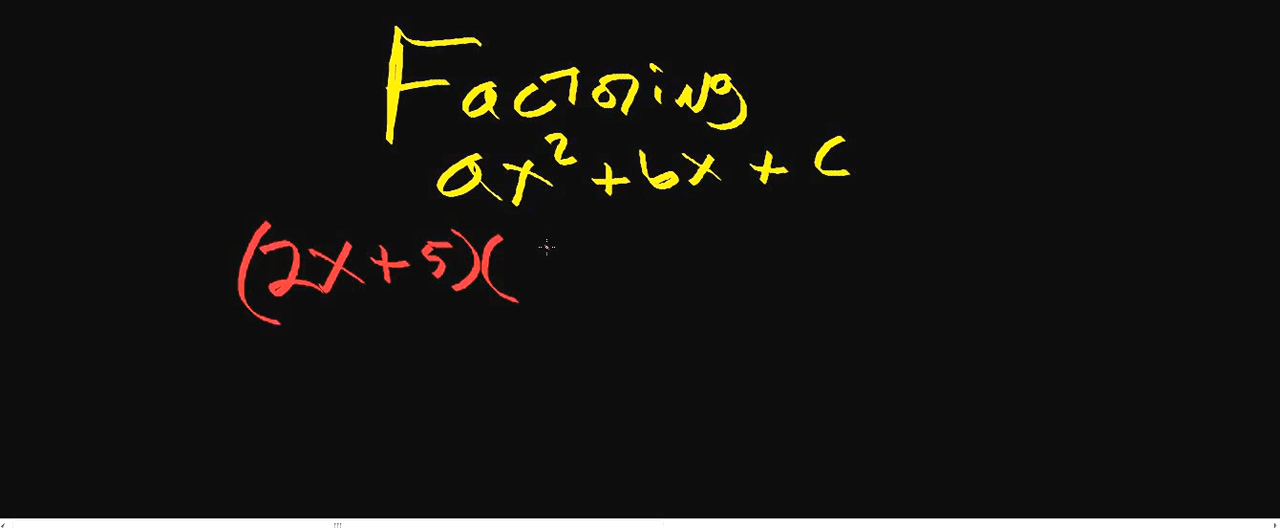 Factoring
ax² + bx + c
(2x + 5)(